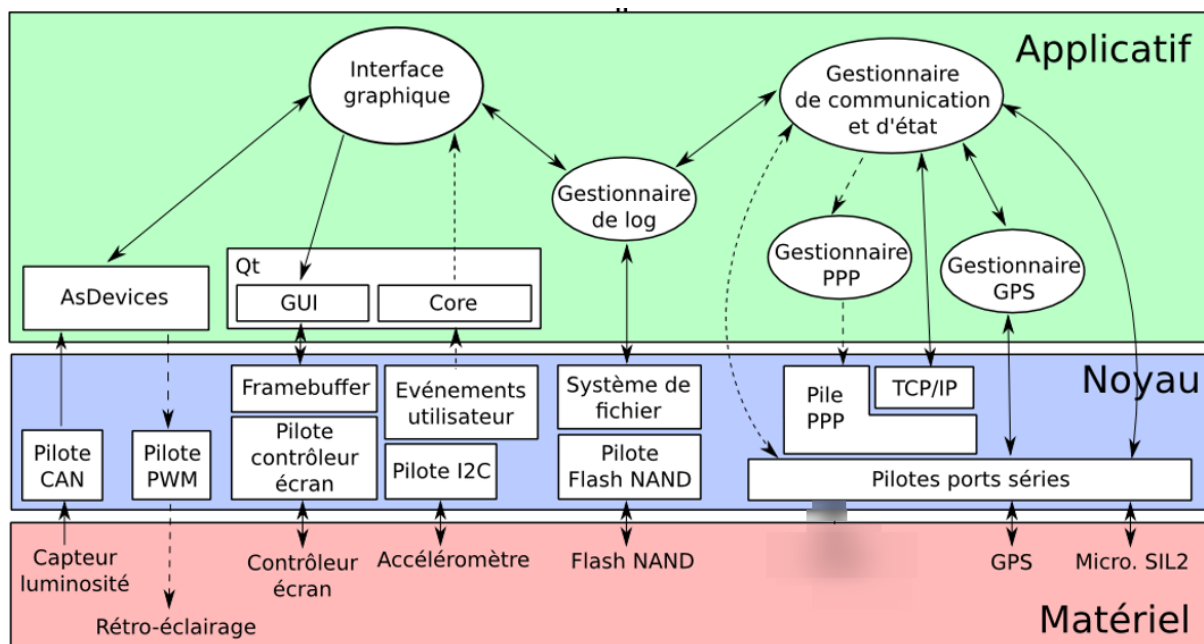 Applicatif
Interface
graphique
Gestionnaire
de communication
et d'état
Gestionnaire
de log
Gestionnaire
PPP
Gestionnaire
GPS
AsDevices
Qt
GUI
Core
Noyau
Framebuffer
Evénements
utilisateur
Système de
fichier
Pile
PPP
TCP/IP
Pilote
CAN
Pilote
PWM
Pilote
contrôleur
écran
Pilote I2C
Pilote
Flash NAND
Pilotes ports séries
Capteur
luminosité
Rétro-éclairage
Contrôleur
écran
Accéléromètre
Flash NAND
GPS
Micro. SIL2
Matériel